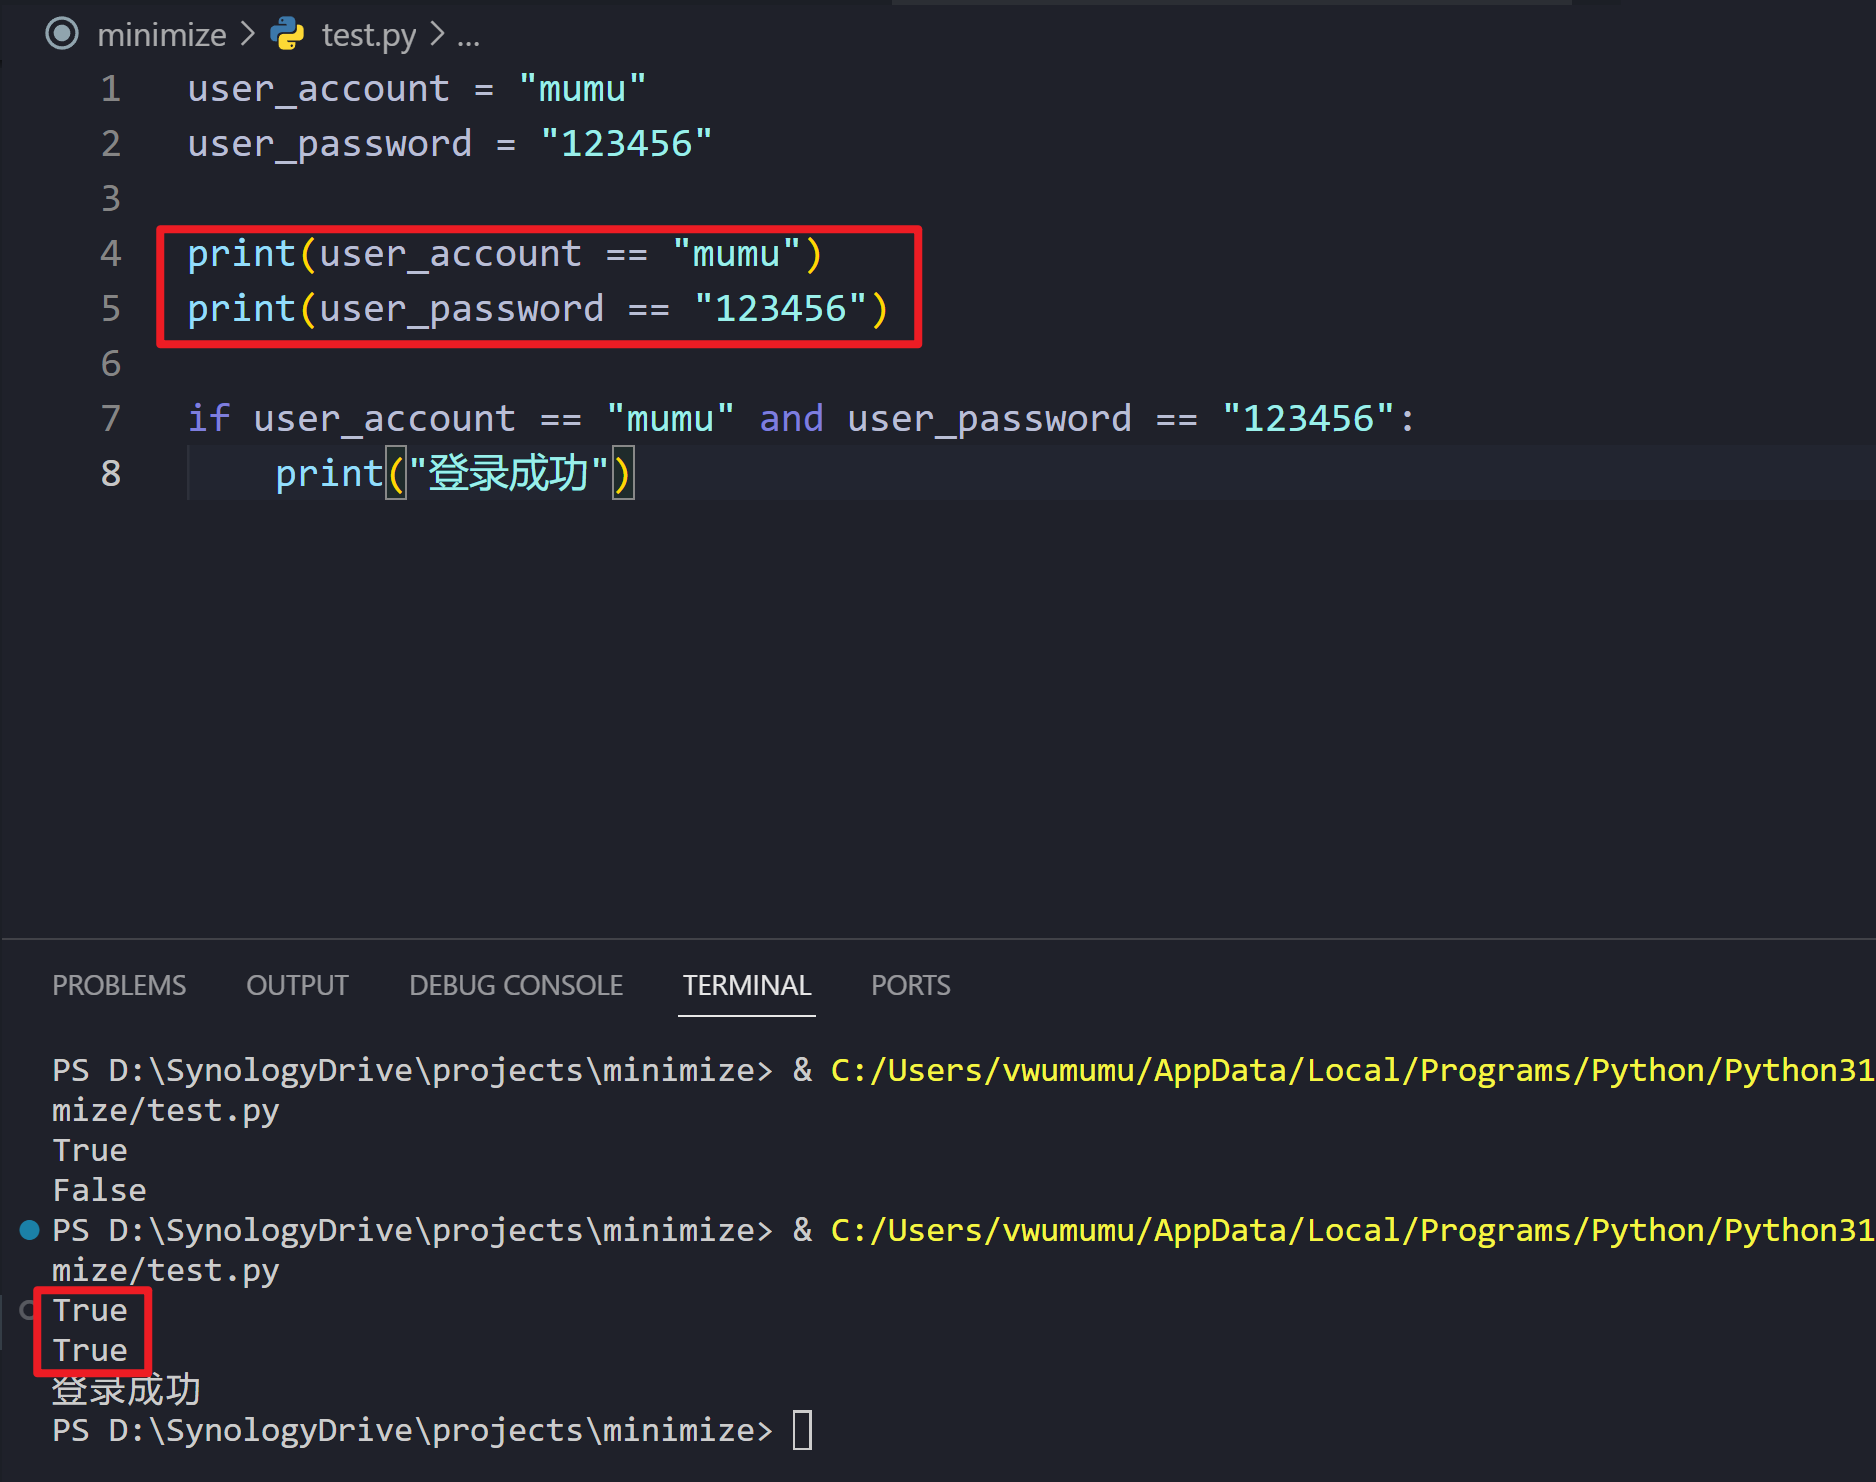 minimize > test.py > ...
1 user_account = "mumu"
2 user_password = "123456"
3
4 print(user_account == "mumu")
5 print(user_password == "123456")
6
7 if user_account == "mumu" and user_password == "123456":
8     print("登录成功")
PROBLEMS OUTPUT DEBUG CONSOLE TERMINAL PORTS
PS D:\SynologyDrive\projects\minimize> & C:/Users/vwumumu/AppData/Local/Programs/Python/Python31
mize/test.py
True
False
PS D:\SynologyDrive\projects\minimize> & C:/Users/vwumumu/AppData/Local/Programs/Python/Python31
mize/test.py
True
True
登录成功
PS D:\SynologyDrive\projects\minimize>